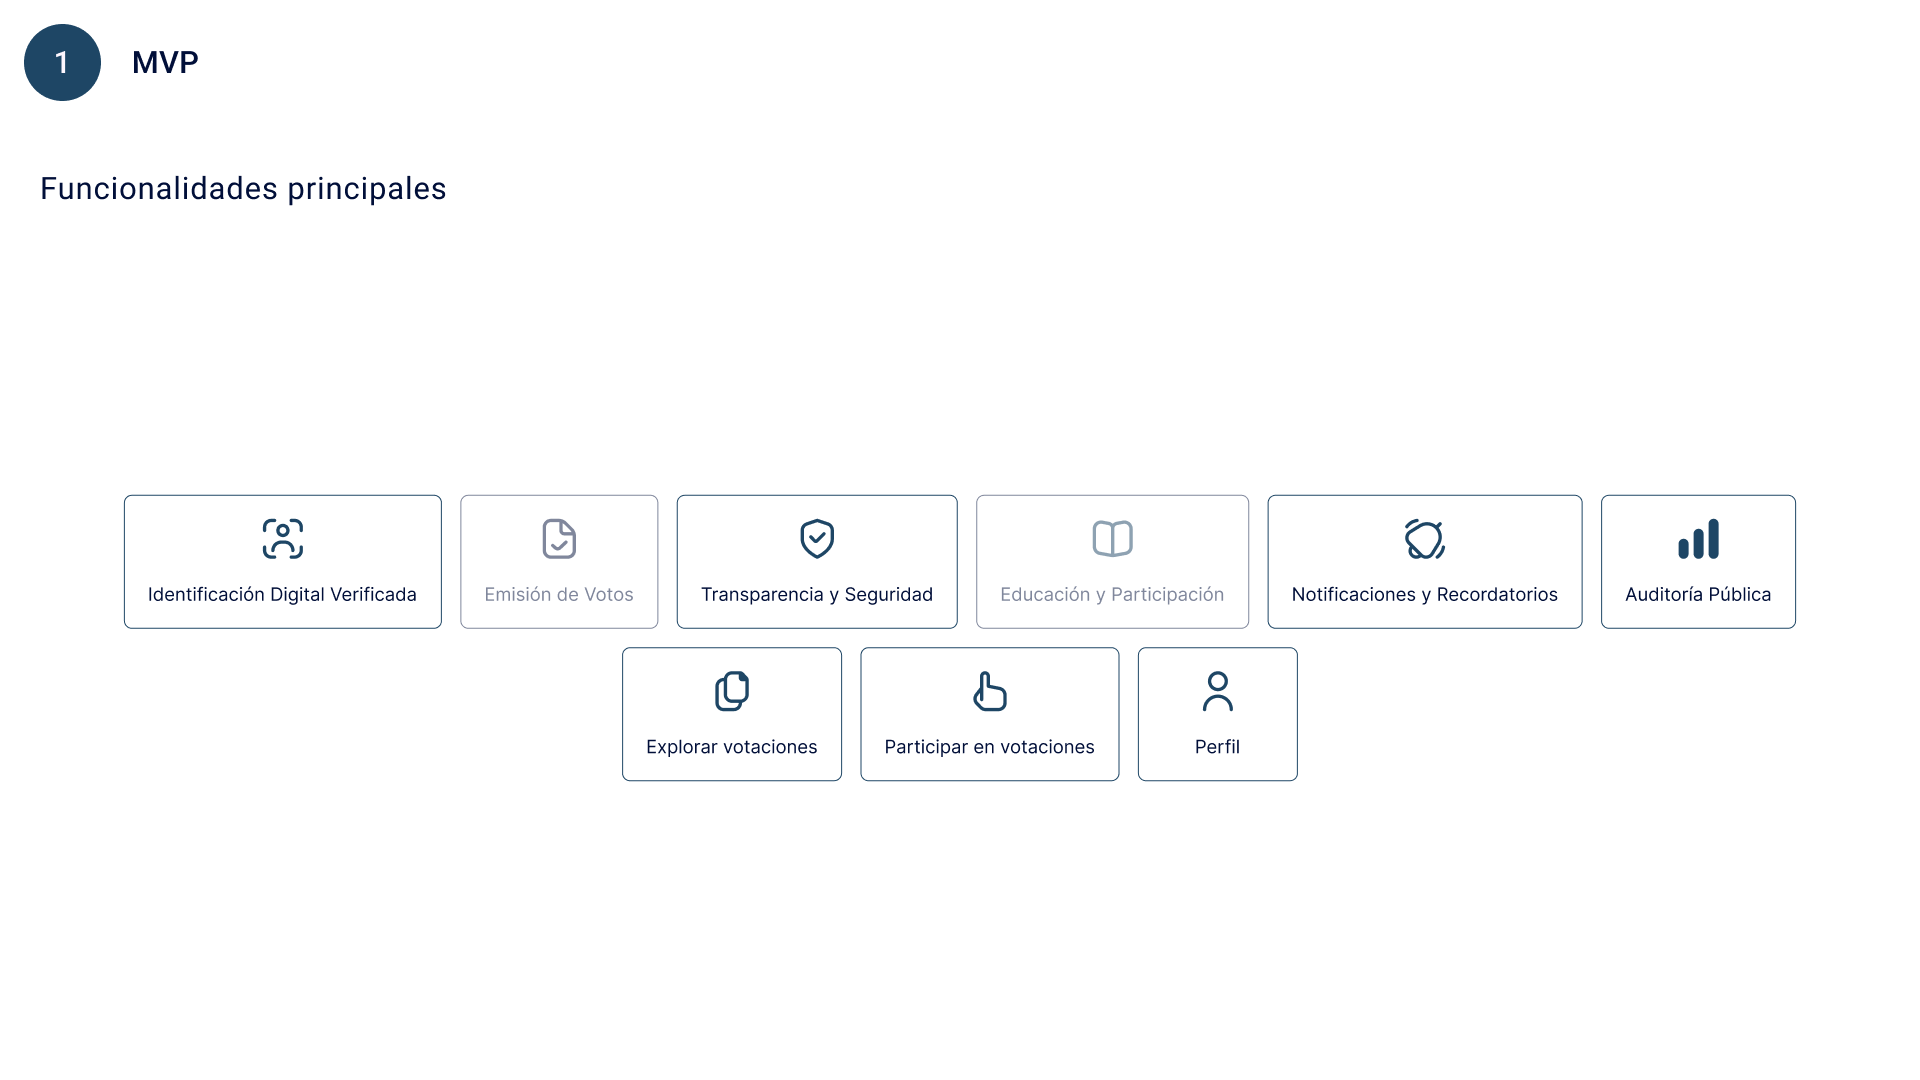 1
MVP
Funcionalidades principales
Identificación Digital Verificada
Emisión de Votos
Transparencia y Seguridad
Educación y Participación
Notificaciones y Recordatorios
Auditoría Pública
Explorar votaciones
Participar en votaciones
Perfil